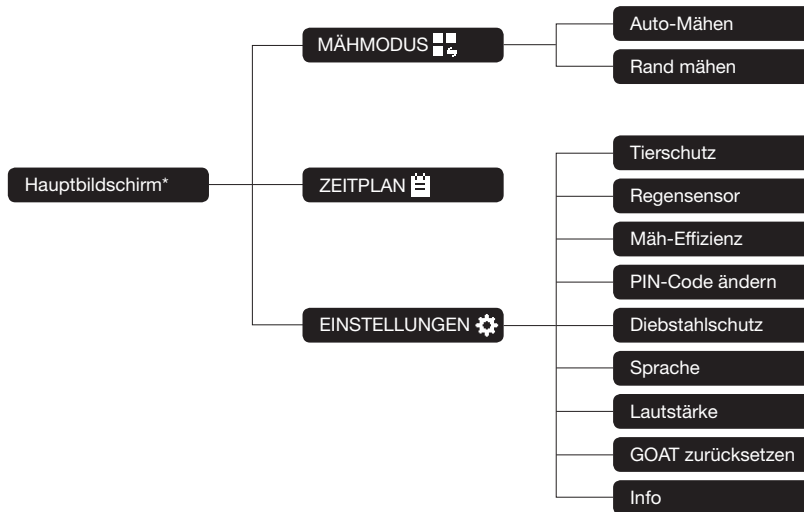 Hauptbildschirm*
MÄHMODUS
Auto-Mähen
Rand mähen
ZEITPLAN
EINSTELLUNGEN
Tierschutz
Regensensor
Mäh-Effizienz
PIN-Code ändern
Diebstahlschutz
Sprache
Lautstärke
GOAT zurücksetzen
Info